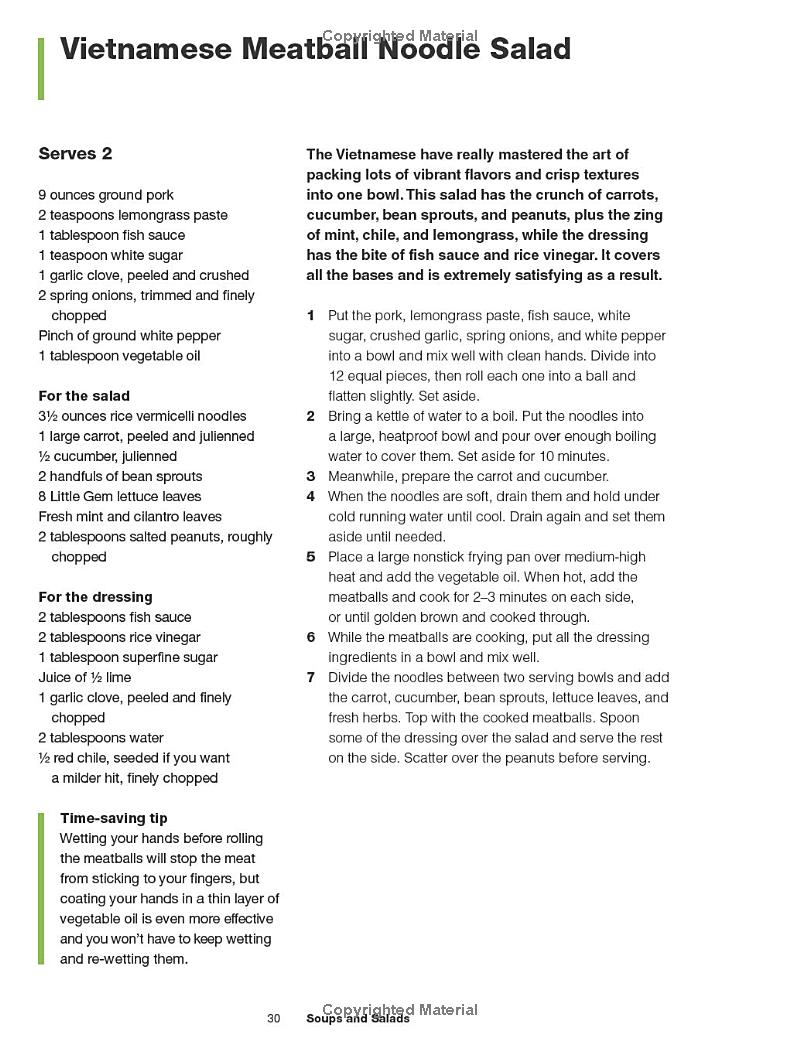 Copyrighted Material
Vietnamese Meatball Noodle Salad
Serves 2
9 ounces ground pork
2 teaspoons lemongrass paste
1 tablespoon fish sauce
1 teaspoon white sugar
1 garlic clove, peeled and crushed
2 spring onions, trimmed and finely
chopped
Pinch of ground white pepper
1 tablespoon vegetable oil
For the salad
3½ ounces rice vermicelli noodles
1 large carrot, peeled and julienned
½ cucumber, julienned
2 handfuls of bean sprouts
8 Little Gem lettuce leaves
Fresh mint and cilantro leaves
2 tablespoons salted peanuts, roughly
chopped
For the dressing
2 tablespoons fish sauce
2 tablespoons rice vinegar
1 tablespoon superfine sugar
Juice of ½ lime
1 garlic clove, peeled and finely
chopped
2 tablespoons water
½ red chile, seeded if you want
a milder hit, finely chopped
Time-saving tip
Wetting your hands before rolling
the meatballs will stop the meat
from sticking to your fingers, but
coating your hands in a thin layer of
vegetable oil is even more effective
and you won't have to keep wetting
and re-wetting them.
The Vietnamese have really mastered the art of
packing lots of vibrant flavors and crisp textures
into one bowl. This salad has the crunch of carrots,
cucumber, bean sprouts, and peanuts, plus the zing
of mint, chile, and lemongrass, while the dressing
has the bite of fish sauce and rice vinegar. It covers
all the bases and is extremely satisfying as a result.
1 Put the pork, lemongrass paste, fish sauce, white
sugar, crushed garlic, spring onions, and white pepper
into a bowl and mix well with clean hands. Divide into
12 equal pieces, then roll each one into a ball and
flatten slightly. Set aside.
2 Bring a kettle of water to a boil. Put the noodles into
a large, heatproof bowl and pour over enough boiling
water to cover them. Set aside for 10 minutes.
3 Meanwhile, prepare the carrot and cucumber.
4 When the noodles are soft, drain them and hold under
cold running water until cool. Drain again and set them
aside until needed.
5 Place a large nonstick frying pan over medium-high
heat and add the vegetable oil. When hot, add the
meatballs and cook for 2–3 minutes on each side,
or until golden brown and cooked through.
6 While the meatballs are cooking, put all the dressing
ingredients in a bowl and mix well.
7 Divide the noodles between two serving bowls and add
the carrot, cucumber, bean sprouts, lettuce leaves, and
fresh herbs. Top with the cooked meatballs. Spoon
some of the dressing over the salad and serve the rest
on the side. Scatter over the peanuts before serving.
Copyrighted Material
30 Soups and Salads